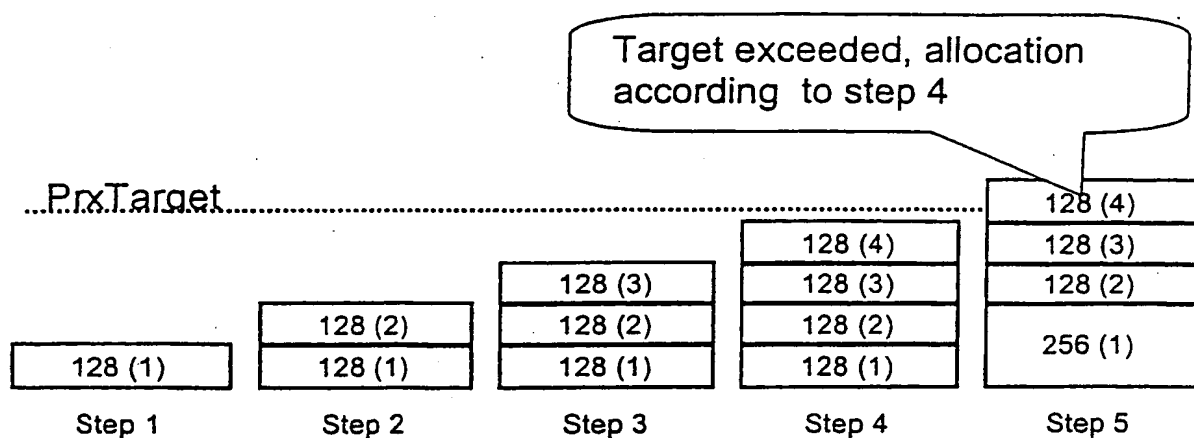 Target exceeded, allocation
according to step 4
PrxTarget
128 (1)
Step 1
128 (2)
128 (1)
Step 2
128 (3)
128 (2)
128 (1)
Step 3
128 (4)
128 (3)
128 (2)
128 (1)
Step 4
128 (4)
128 (3)
128 (2)
256 (1)
Step 5